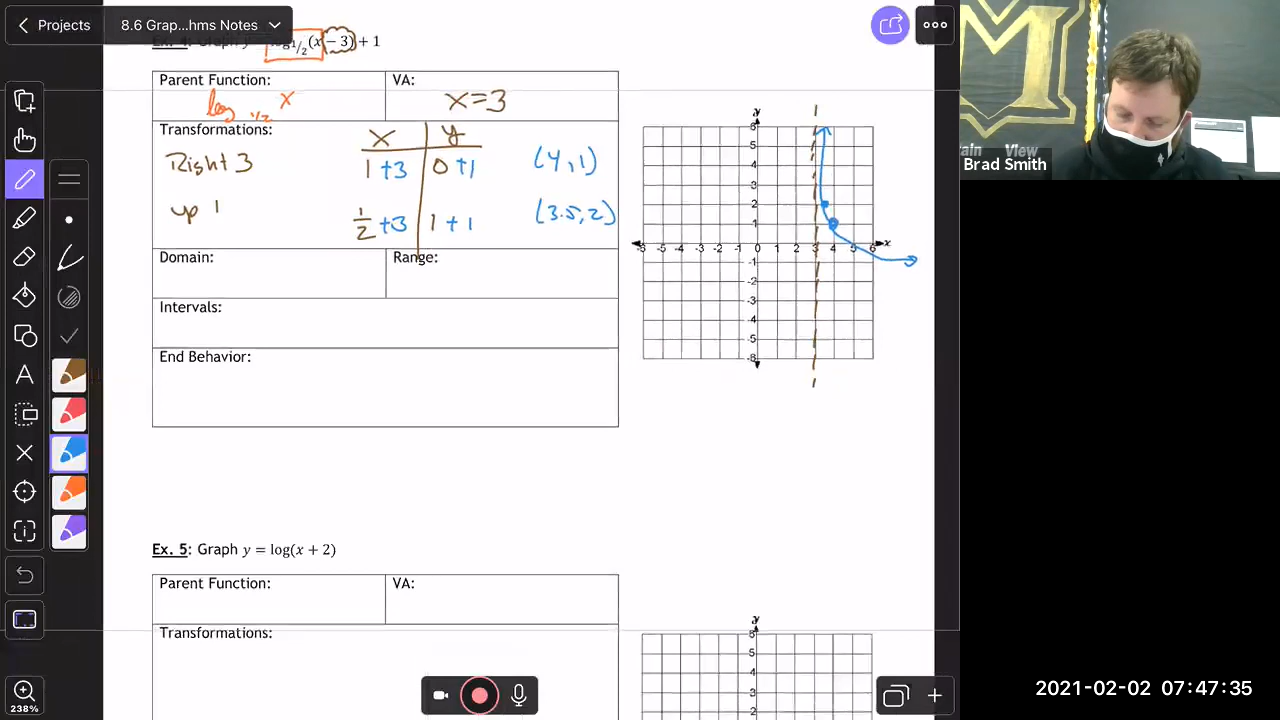 Projects
8.6 Grap...hms Notes
log1/2(x − 3) + 1
Parent Function:
log 1/2 x
VA:
x=3
Transformations:
Right 3
up 1
x y
1 +3 0 +1 (4,1)
1/2 +3 1 + 1 (3.5,2)
Domain:
Range:
Intervals:
End Behavior:
y
x
Ex. 5: Graph y = log(x + 2)
Parent Function:
VA:
Transformations:
y
238%
M
tain View
Brad Smith
2021-02-02 07:47:35